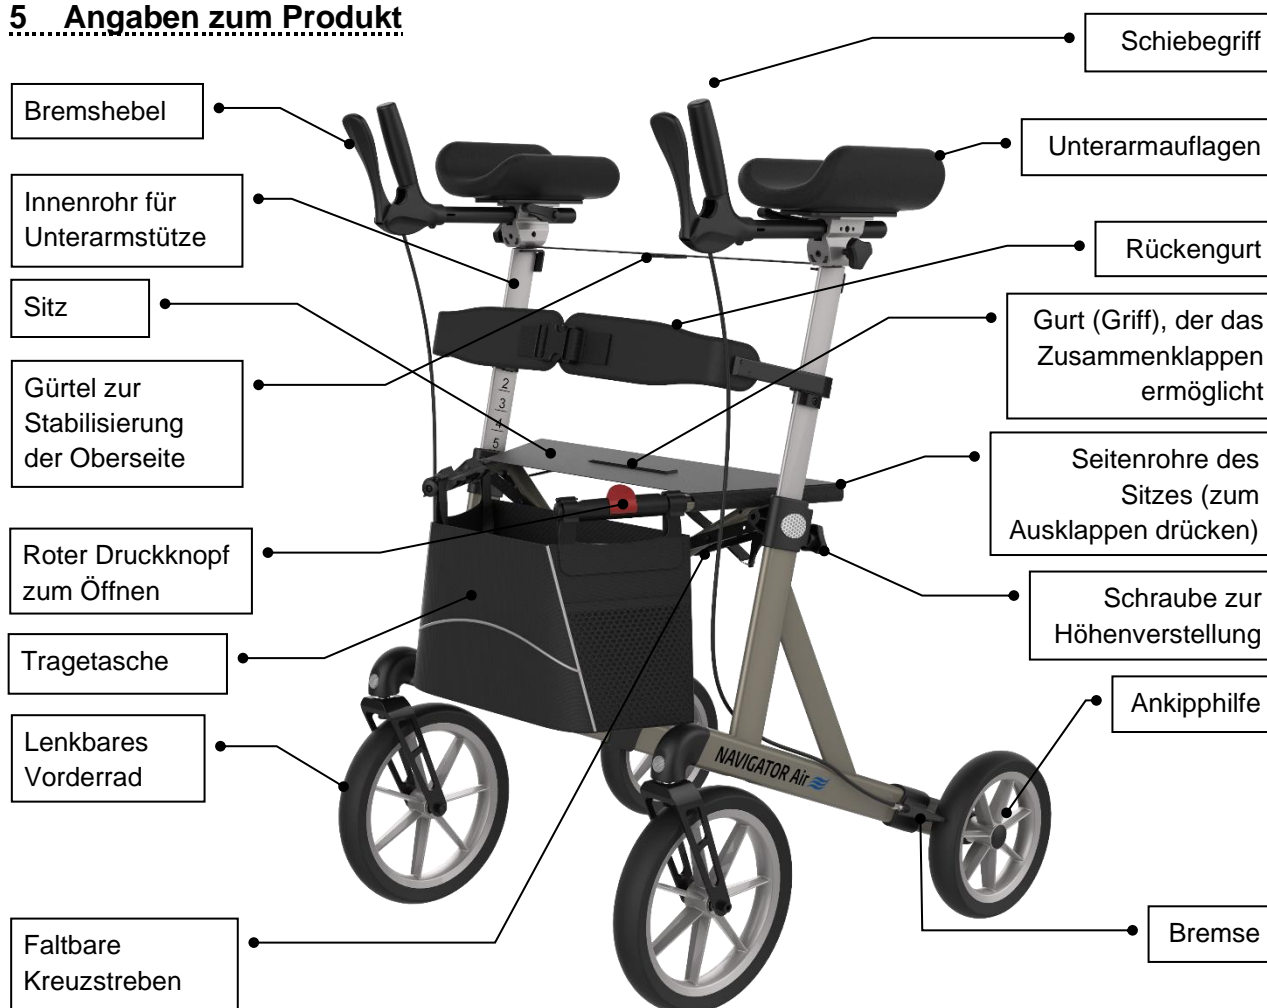 5 Angaben zum Produkt
Schiebegriff
Bremshebel
Unterarmauflagen
Innenrohr für
Unterarmstütze
Rückengurt
Sitz
Gurt (Griff), der das
Zusammenklappen
ermöglicht
Gürtel zur
Stabilisierung
der Oberseite
Seitenrohre des
Sitzes (zum
Ausklappen drücken)
Roter Druckknopf
zum Öffnen
Schraube zur
Höhenverstellung
Tragetasche
Ankipphilfe
Lenkbares
Vorderrad
Bremse
Faltbare
Kreuzstreben
2
3
4
5
NAVIGATOR Air